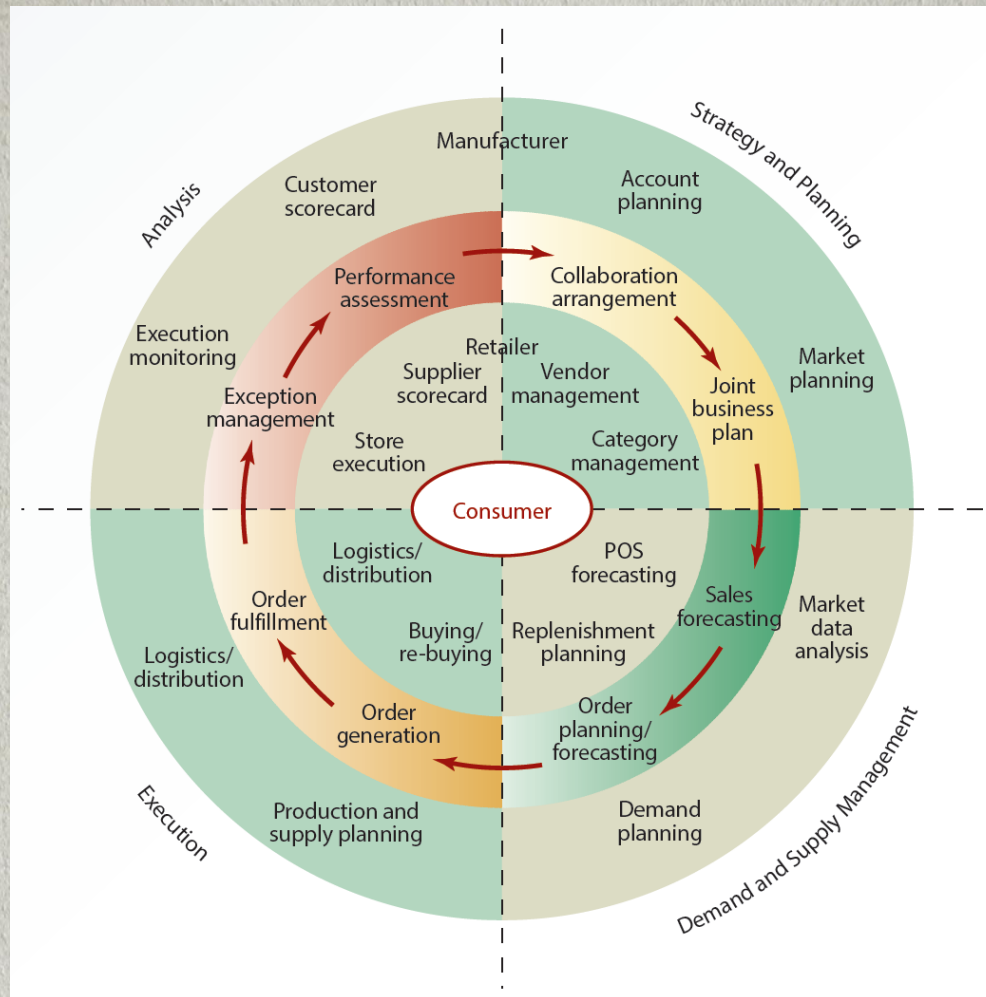 Manufacturer
Strategy and Planning
Analysis
Customer
scorecard
Account
planning
Performance
assessment
Collaboration
arrangement
Execution
monitoring
Retailer
Supplier
scorecard
Vendor
management
Market
planning
Exception
management
Joint
business
plan
Store
execution
Category
management
Consumer
Logistics/
distribution
POS
forecasting
Order
fulfillment
Sales
forecasting
Market
data
analysis
Buying/
re-buying
Replenishment
planning
Logistics/
distribution
Order
generation
Order
planning/
forecasting
Execution
Production and
supply planning
Demand
planning
Demand and Supply Management